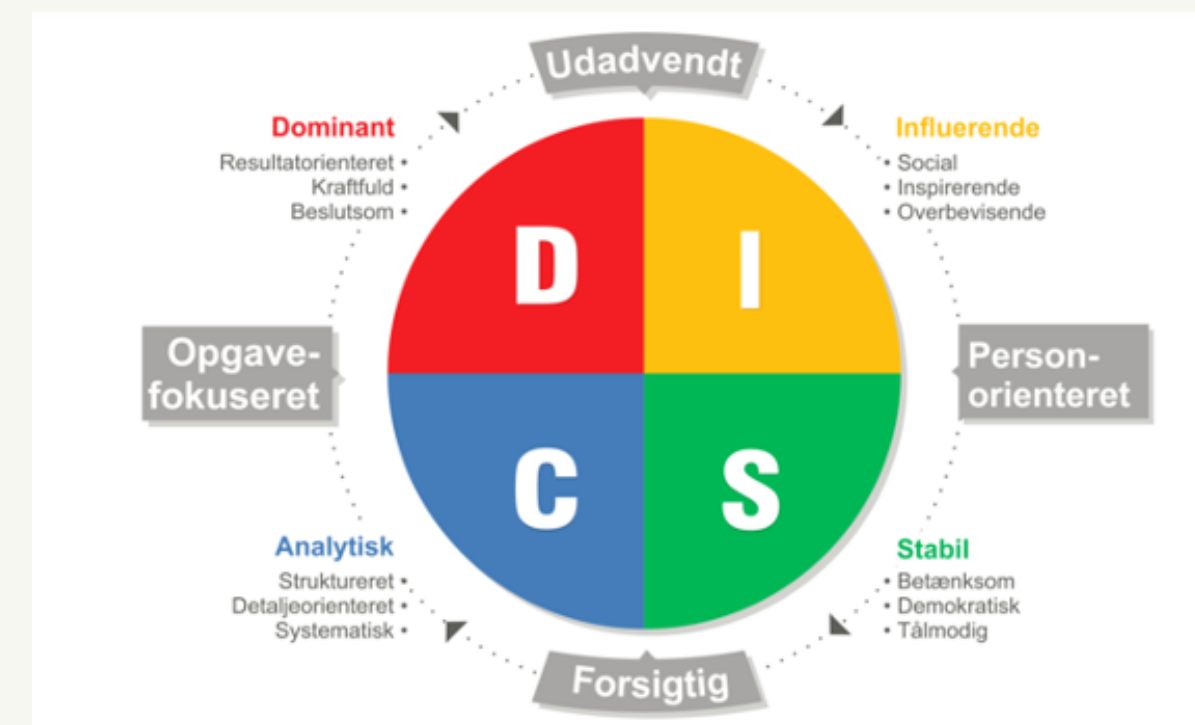 Udadvendt
Dominant
Resultatorienteret •
Kraftfuld •
Beslutsom •
Influerende
• Social
• Inspirerende
• Overbevisende
D
I
Opgave-
fokuseret
Person-
orienteret
C
S
Analytisk
Struktureret •
Detaljeorienteret •
Systematisk •
Stabil
• Betænksom
• Demokratisk
• Tålmodig
Forsigtig